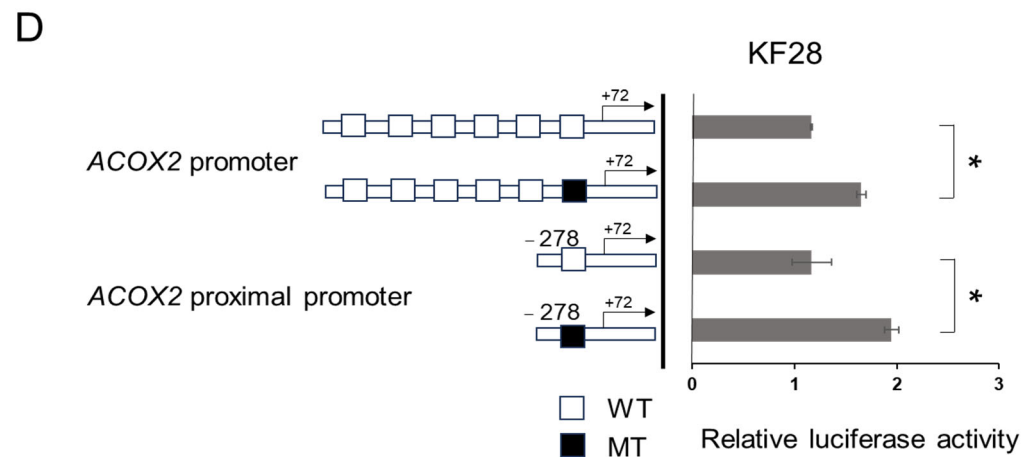 D
KF28
+72
ACOX2 promoter
+72
*
– 278
+72
ACOX2 proximal promoter
– 278
+72
*
0 1 2 3
WT
MT
Relative luciferase activity